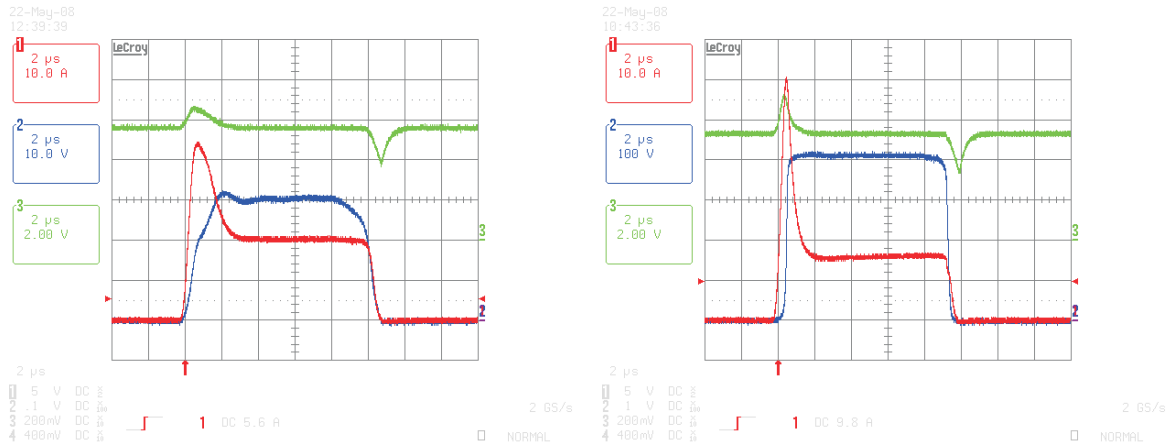 22-May-08
12:39:39
1
2 µs
10.0 A
LeCroy
2
2 µs
10.0 V
3
2 µs
2.00 V
3
2
2 µs
1 5 V DC
2 .1 V DC
3 200mV DC
4 400mV DC
1 DC 5.6 A
2 GS/s
NORMAL
22-May-08
10:43:36
1
2 µs
10.0 A
LeCroy
2
2 µs
100 V
3
2 µs
2.00 V
3
2
2 µs
1 5 V DC
2 1 V DC
3 200mV DC
4 400mV DC
1 DC 9.8 A
2 GS/s
NORMAL